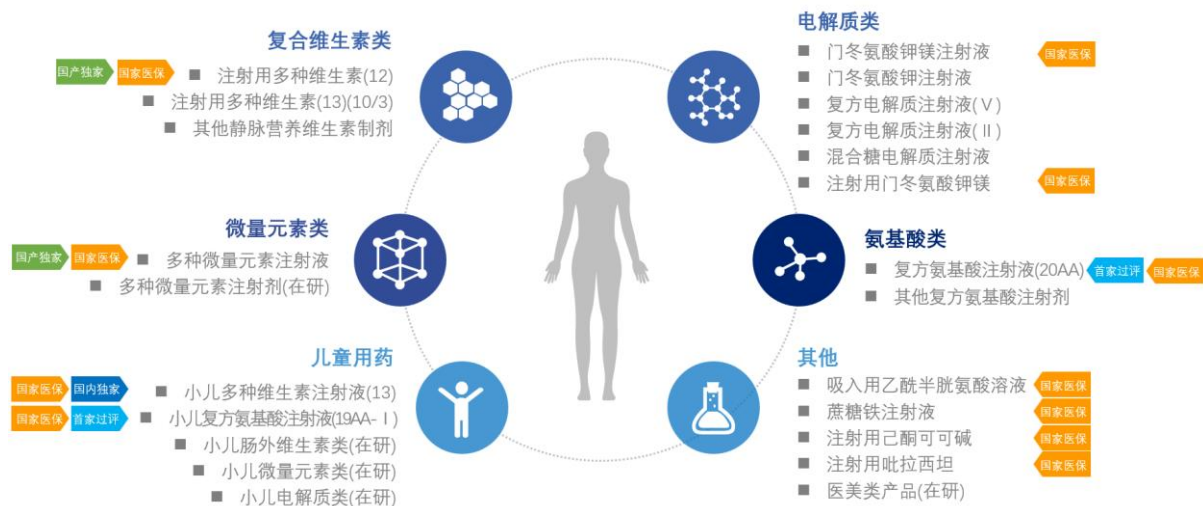 复合维生素类
国产独家 国家医保 ■ 注射用多种维生素(12)
■ 注射用多种维生素(13)(10/3)
■ 其他静脉营养维生素制剂
电解质类
■ 门冬氨酸钾镁注射液 国家医保
■ 门冬氨酸钾注射液
■ 复方电解质注射液(Ⅴ)
■ 复方电解质注射液(Ⅱ)
■ 混合糖电解质注射液
■ 注射用门冬氨酸钾镁 国家医保
微量元素类
国产独家 国家医保 ■ 多种微量元素注射液
■ 多种微量元素注射剂(在研)
氨基酸类
■ 复方氨基酸注射液(20AA) 首家过评 国家医保
■ 其他复方氨基酸注射剂
儿童用药
国家医保 国内独家 ■ 小儿多种维生素注射液(13)
国家医保 首家过评 ■ 小儿复方氨基酸注射液(19AA-Ⅰ)
■ 小儿肠外维生素类(在研)
■ 小儿微量元素类(在研)
■ 小儿电解质类(在研)
其他
■ 吸入用乙酰半胱氨酸溶液 国家医保
■ 蔗糖铁注射液 国家医保
■ 注射用己酮可可碱 国家医保
■ 注射用吡拉西坦 国家医保
■ 医美类产品(在研)